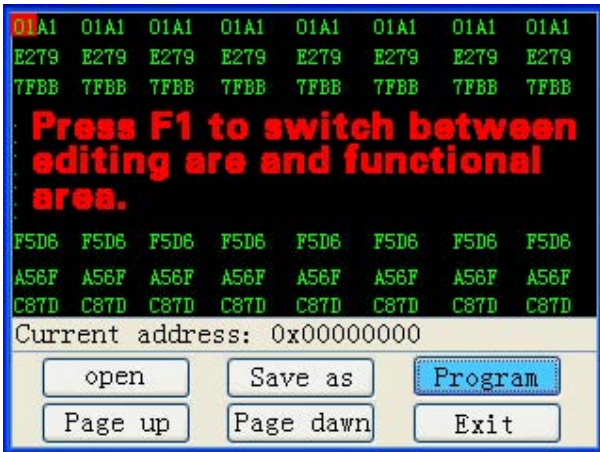 01A1 01A1 01A1 01A1 01A1 01A1 01A1 01A1
E279 E279 E279 E279 E279 E279 E279 E279
7FBB 7FBB 7FBB 7FBB 7FBB 7FBB 7FBB 7FBB
Press F1 to switch between
editing are and functional
area.
F5D6 F5D6 F5D6 F5D6 F5D6 F5D6 F5D6 F5D6
A56F A56F A56F A56F A56F A56F A56F A56F
C87D C87D C87D C87D C87D C87D C87D C87D
Current address: 0x00000000
open Save as Program
Page up Page dawn Exit